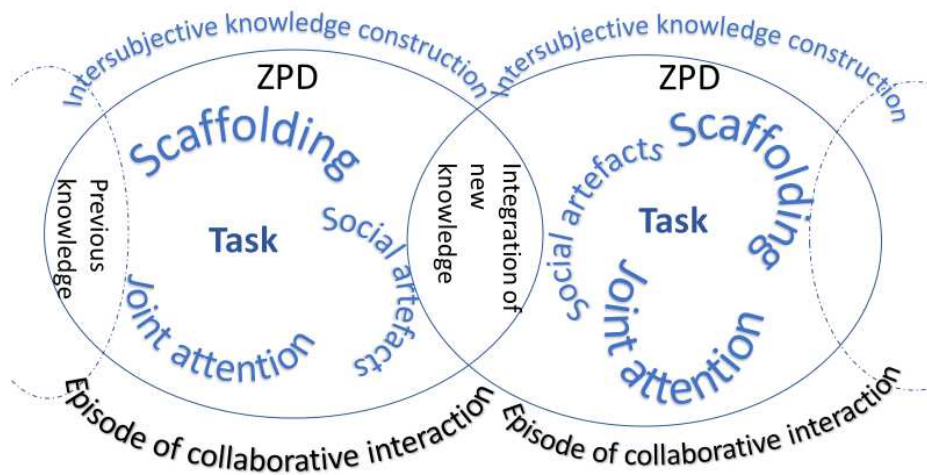 Intersubjective knowledge construction
ZPD
Scaffolding
Previous
knowledge
Task
Social artefacts
Joint attention
Episode of collaborative interaction
Integration of
new
knowledge
Intersubjective knowledge construction
ZPD
Scaffolding
Social artefacts
Task
Joint attention
Episode of collaborative interaction